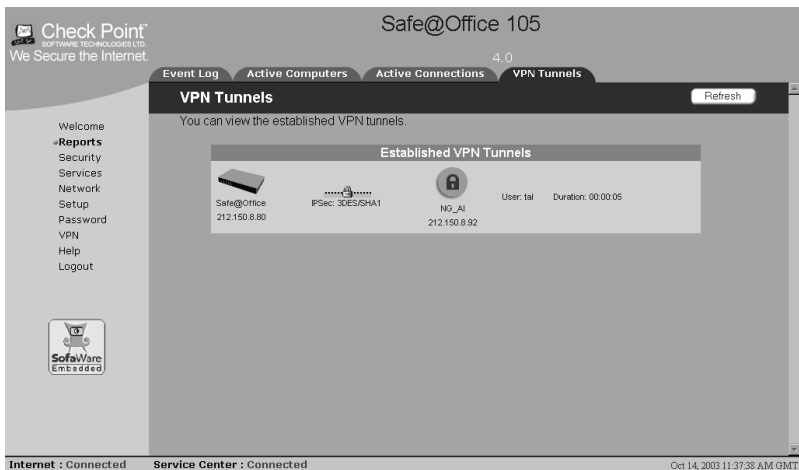 Check Point™
SOFTWARE TECHNOLOGIES LTD.
We Secure the Internet.
Safe@Office 105
4.0
Event Log Active Computers Active Connections VPN Tunnels
VPN Tunnels
Refresh
You can view the established VPN tunnels.
Welcome
Reports
Security
Services
Network
Setup
Password
VPN
Help
Logout
Established VPN Tunnels
Safe@Office
212.150.8.80
IPSec: 3DES/SHA1
NG_AI
212.150.8.92
User: tal
Duration: 00:00:05
SofaWare
Embedded
Internet : Connected
Service Center : Connected
Oct 14, 2003 11:37:38 AM GMT